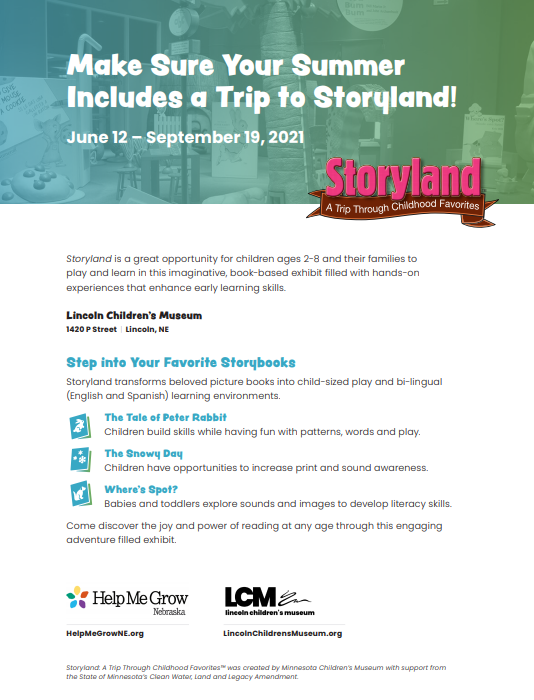 Make Sure Your Summer
Includes a Trip to Storyland!
June 12 – September 19, 2021
Storyland
A Trip Through Childhood Favorites
Storyland is a great opportunity for children ages 2-8 and their families to
play and learn in this imaginative, book-based exhibit filled with hands-on
experiences that enhance early learning skills.
Lincoln Children's Museum
1420 P Street | Lincoln, NE
Step into Your Favorite Storybooks
Storyland transforms beloved picture books into child-sized play and bi-lingual
(English and Spanish) learning environments.
The Tale of Peter Rabbit
Children build skills while having fun with patterns, words and play.
The Snowy Day
Children have opportunities to increase print and sound awareness.
Where's Spot?
Babies and toddlers explore sounds and images to develop literacy skills.
Come discover the joy and power of reading at any age through this engaging
adventure filled exhibit.
Help Me Grow
Nebraska
HelpMeGrowNE.org
LCM
lincoln children's museum
LincolnChildrensMuseum.org
Storyland: A Trip Through Childhood Favorites™ was created by Minnesota Children's Museum with support from
the State of Minnesota's Clean Water, Land and Legacy Amendment.